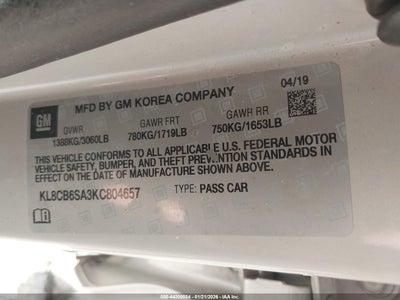 MFD BY GM KOREA COMPANY
04/19
GM
GVWR
GAWR FRT
GAWR RR
1388KG/3060LB
780KG/1719LB
750KG/1653LB
THIS VEHICLE CONFORMS TO ALL APPLICABLE U.S. FEDERAL MOTOR
VEHICLE SAFETY, BUMPER, AND THEFT PREVENTION STANDARDS IN
EFFECT ON THE DATE OF MANUFACTURE SHOWN ABOVE.
KL8CB6SA3KC804657
TYPE: PASS CAR